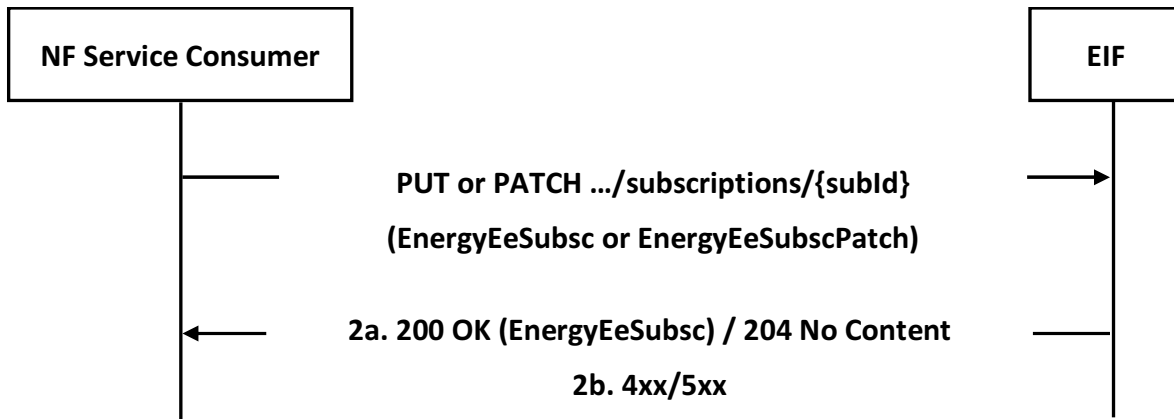 NF Service Consumer
EIF
PUT or PATCH …/subscriptions/{subId}
(EnergyEeSubsc or EnergyEeSubscPatch)
2a. 200 OK (EnergyEeSubsc) / 204 No Content
2b. 4xx/5xx